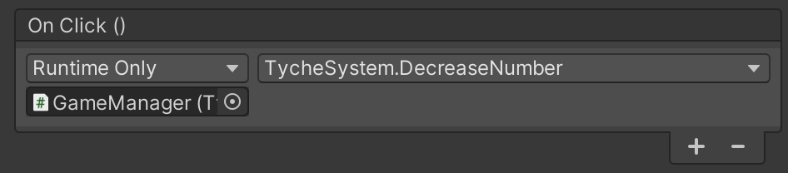 On Click ()
Runtime Only
TycheSystem.DecreaseNumber
# GameManager (T
+ −